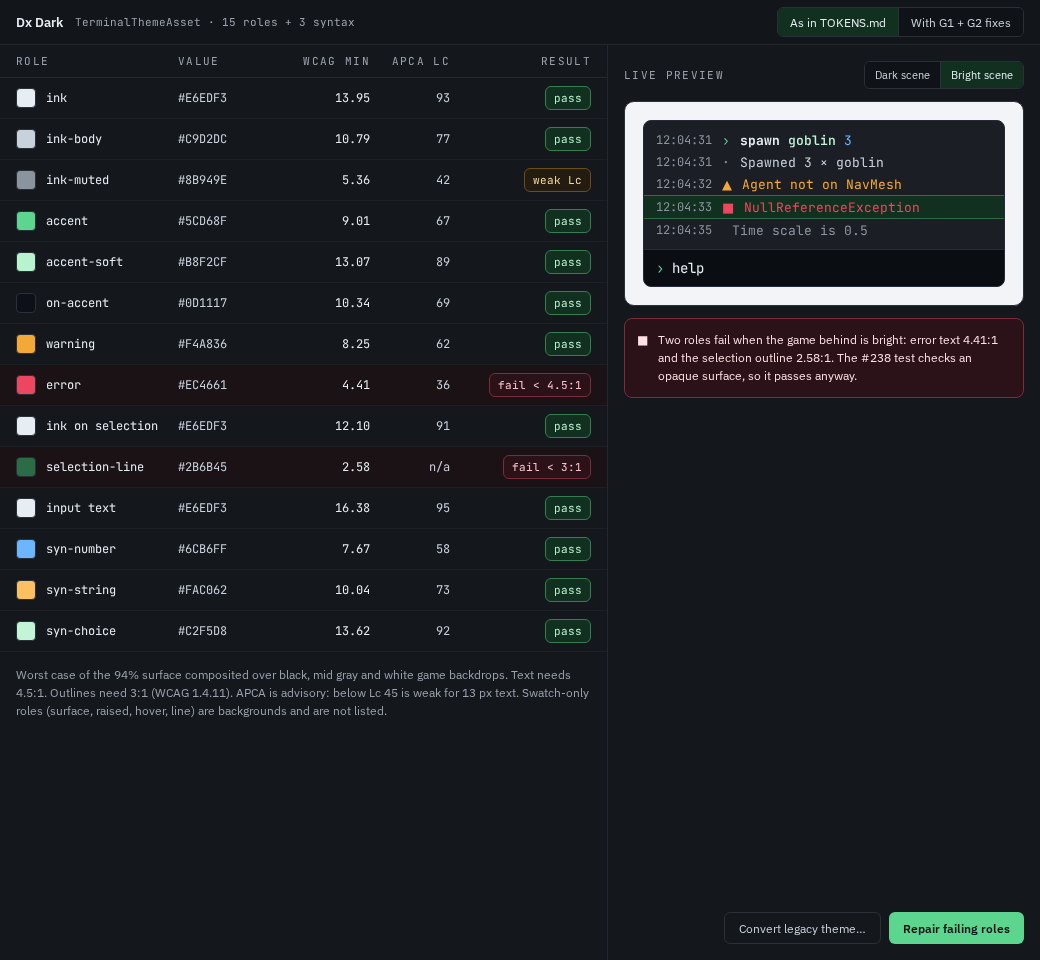 Dx Dark TerminalThemeAsset · 15 roles + 3 syntax As in TOKENS.md With G1 + G2 fixes
ROLE VALUE WCAG MIN APCA LC RESULT
ink #E6EDF3 13.95 93 pass
ink-body #C9D2DC 10.79 77 pass
ink-muted #8B949E 5.36 42 weak Lc
accent #5CD68F 9.01 67 pass
accent-soft #B8F2CF 13.07 89 pass
on-accent #0D1117 10.34 69 pass
warning #F4A836 8.25 62 pass
error #EC4661 4.41 36 fail < 4.5:1
ink on selection #E6EDF3 12.10 91 pass
selection-line #2B6B45 2.58 n/a fail < 3:1
input text #E6EDF3 16.38 95 pass
syn-number #6CB6FF 7.67 58 pass
syn-string #FAC062 10.04 73 pass
syn-choice #C2F5D8 13.62 92 pass
Worst case of the 94% surface composited over black, mid gray and white game backdrops. Text needs
4.5:1. Outlines need 3:1 (WCAG 1.4.11). APCA is advisory: below Lc 45 is weak for 13 px text. Swatch-only
roles (surface, raised, hover, line) are backgrounds and are not listed.
LIVE PREVIEW Dark scene Bright scene
12:04:31 › spawn goblin 3
12:04:31 · Spawned 3 × goblin
12:04:32 ▲ Agent not on NavMesh
12:04:33 ■ NullReferenceException
12:04:35 Time scale is 0.5
› help
■ Two roles fail when the game behind is bright: error text 4.41:1
and the selection outline 2.58:1. The #238 test checks an
opaque surface, so it passes anyway.
Convert legacy theme… Repair failing roles